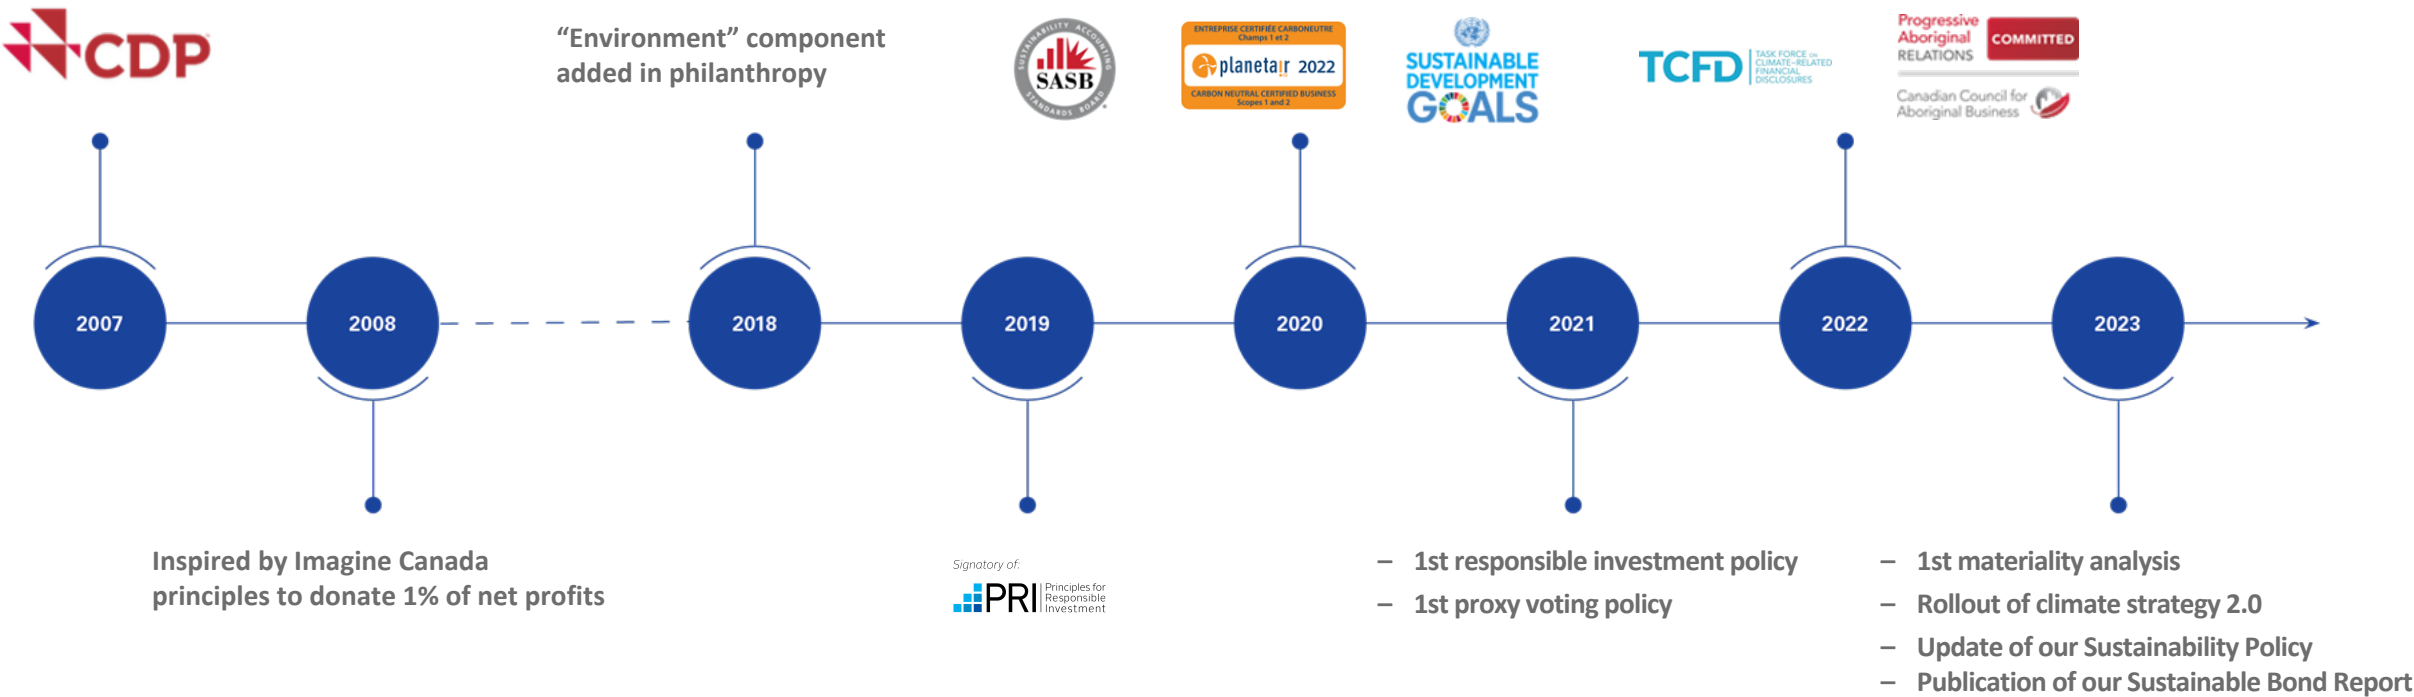 CDP
“Environment” component
added in philanthropy
SUSTAINABILITY ACCOUNTING
SASB
STANDARDS BOARD
ENTREPRISE CERTIFIÉE CARBONEUTRE
Champs 1 et 2
planetair 2022
CARBON NEUTRAL CERTIFIED BUSINESS
Scopes 1 and 2
SUSTAINABLE
DEVELOPMENT
GOALS
TCFD
TASK FORCE ON
CLIMATE-RELATED
FINANCIAL
DISCLOSURES
Progressive
Aboriginal
RELATIONS
COMMITTED
Canadian Council for
Aboriginal Business
2007
2008
2018
2019
2020
2021
2022
2023
Inspired by Imagine Canada
principles to donate 1% of net profits
Signatory of:
PRI
Principles for
Responsible
Investment
– 1st responsible investment policy
– 1st proxy voting policy
– 1st materiality analysis
– Rollout of climate strategy 2.0
– Update of our Sustainability Policy
– Publication of our Sustainable Bond Report